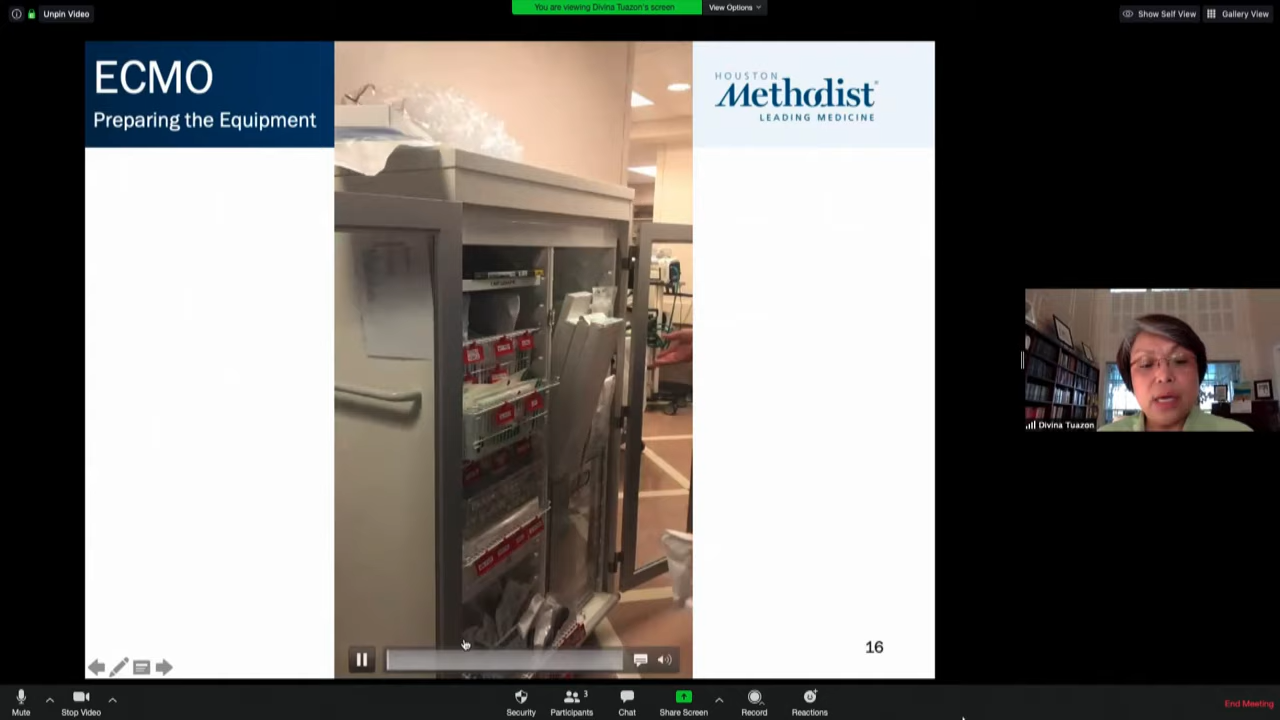 Unpin Video
You are viewing Divina Tuazon's screen
View Options
Show Self View
Gallery View
ECMO
Preparing the Equipment
HOUSTON
Methodist
LEADING MEDICINE
Divina Tuazon
16
Mute
Stop Video
Security
Participants
3
Chat
Share Screen
Record
Reactions
End Meeting